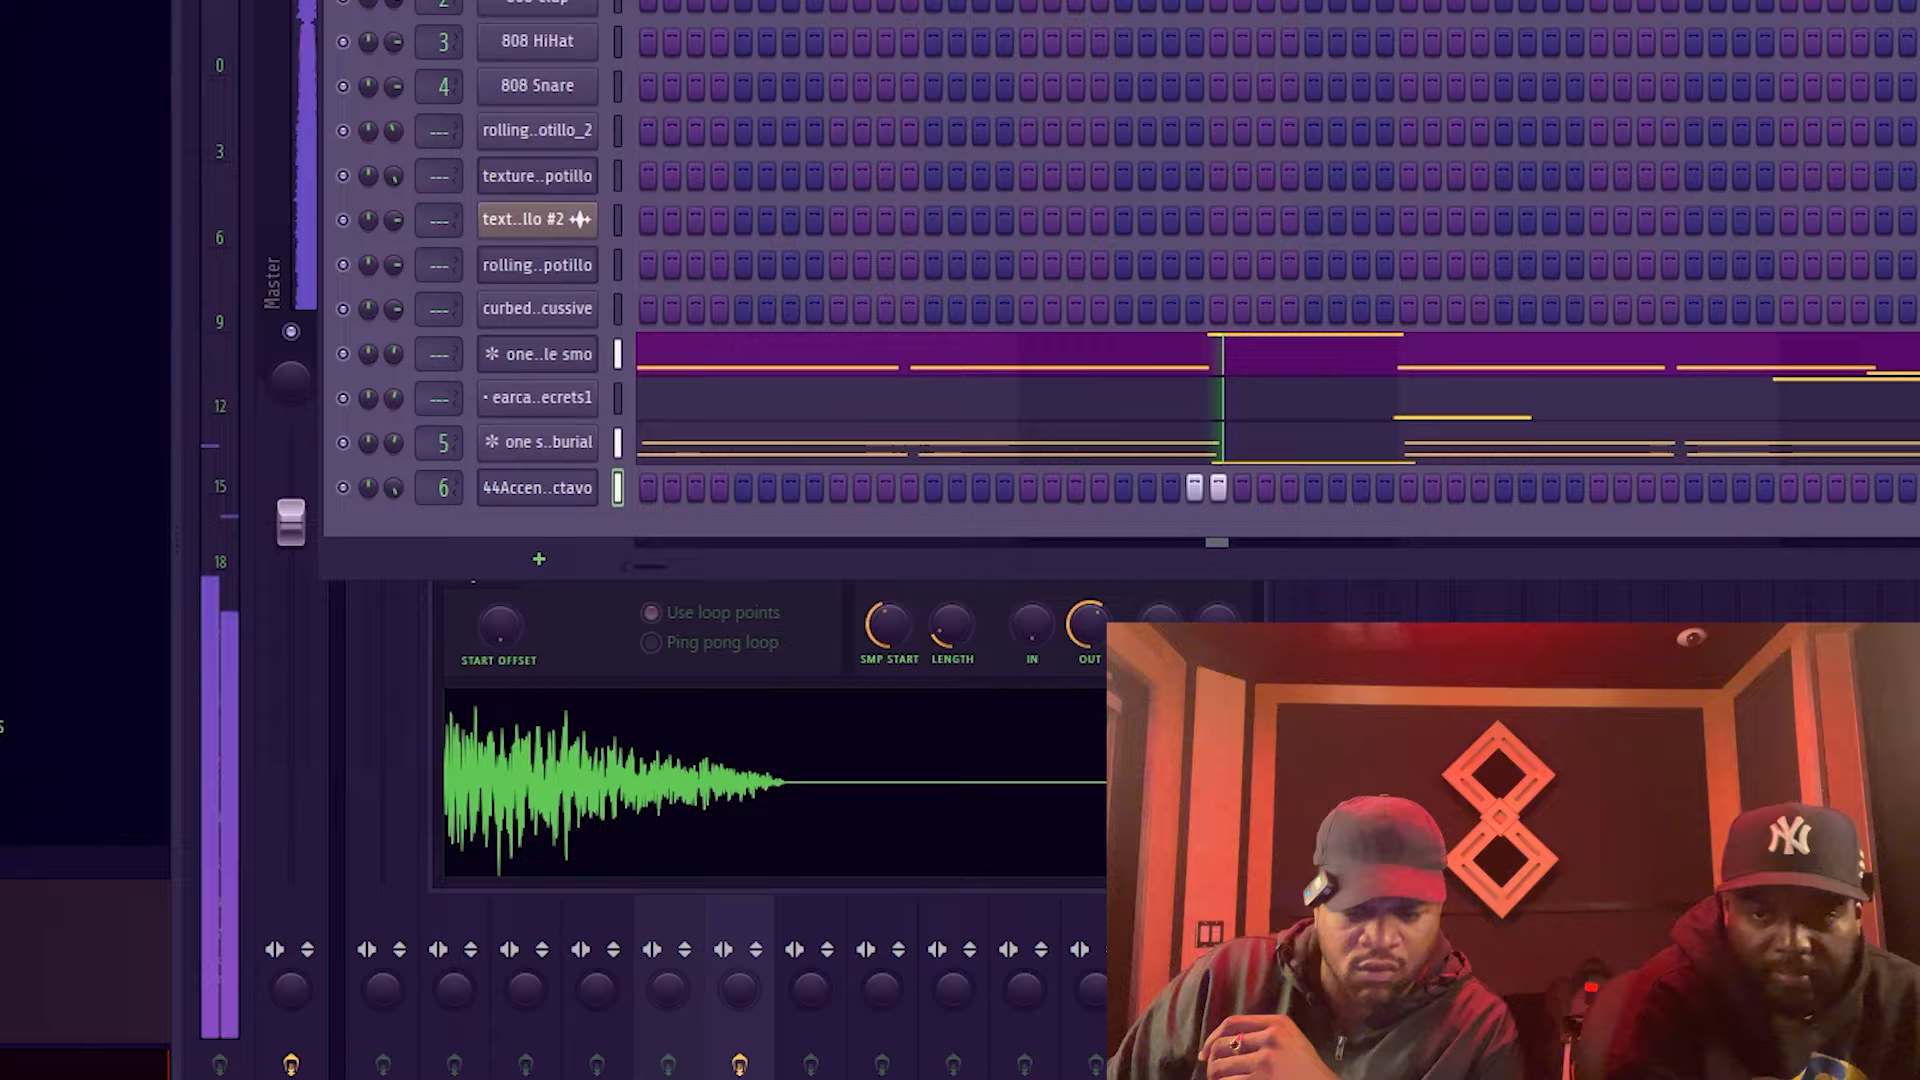 0
3
6
9
12
15
18
Master
2
3 808 HiHat
4 808 Snare
--- rolling..otillo_2
--- texture..potillo
--- text..llo #2
--- rolling..potillo
--- curbed..cussive
--- one..le smo
--- earca..ecrets1
5 one s..burial
6 44Accen..ctavo
+
Use loop points
Ping pong loop
START OFFSET
SMP START
LENGTH
IN
OUT
NY